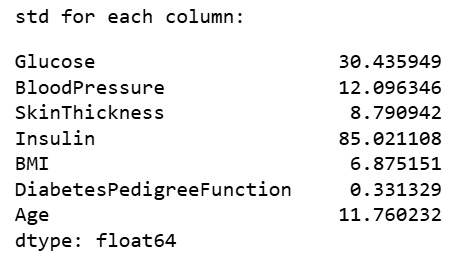 std for each column:
Glucose 30.435949
BloodPressure 12.096346
SkinThickness 8.790942
Insulin 85.021108
BMI 6.875151
DiabetesPedigreeFunction 0.331329
Age 11.760232
dtype: float64